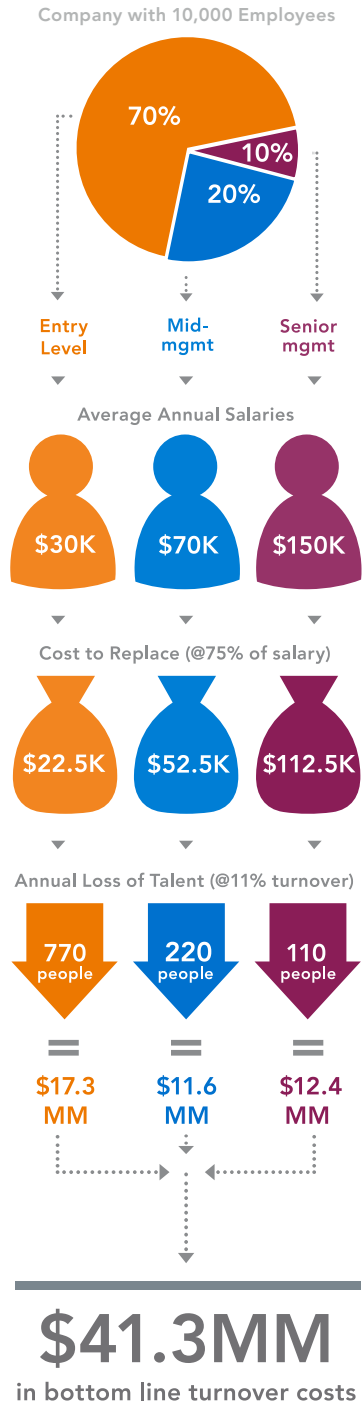 Company with 10,000 Employees
70%
10%
20%
Entry
Level
Mid-
mgmt
Senior
mgmt
Average Annual Salaries
$30K
$70K
$150K
Cost to Replace (@75% of salary)
$22.5K
$52.5K
$112.5K
Annual Loss of Talent (@11% turnover)
770
people
220
people
110
people
=
=
=
$17.3
MM
$11.6
MM
$12.4
MM
$41.3MM
in bottom line turnover costs